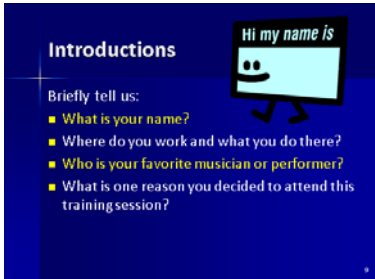 Hi my name is
Introductions
Briefly tell us:
What is your name?
Where do you work and what you do there?
Who is your favorite musician or performer?
What is one reason you decided to attend this
training session?
9